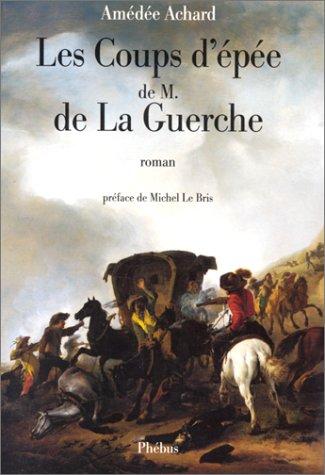 Amédée Achard
Les Coups d'épée
de M.
de La Guerche
roman
préface de Michel Le Bris
Phébus